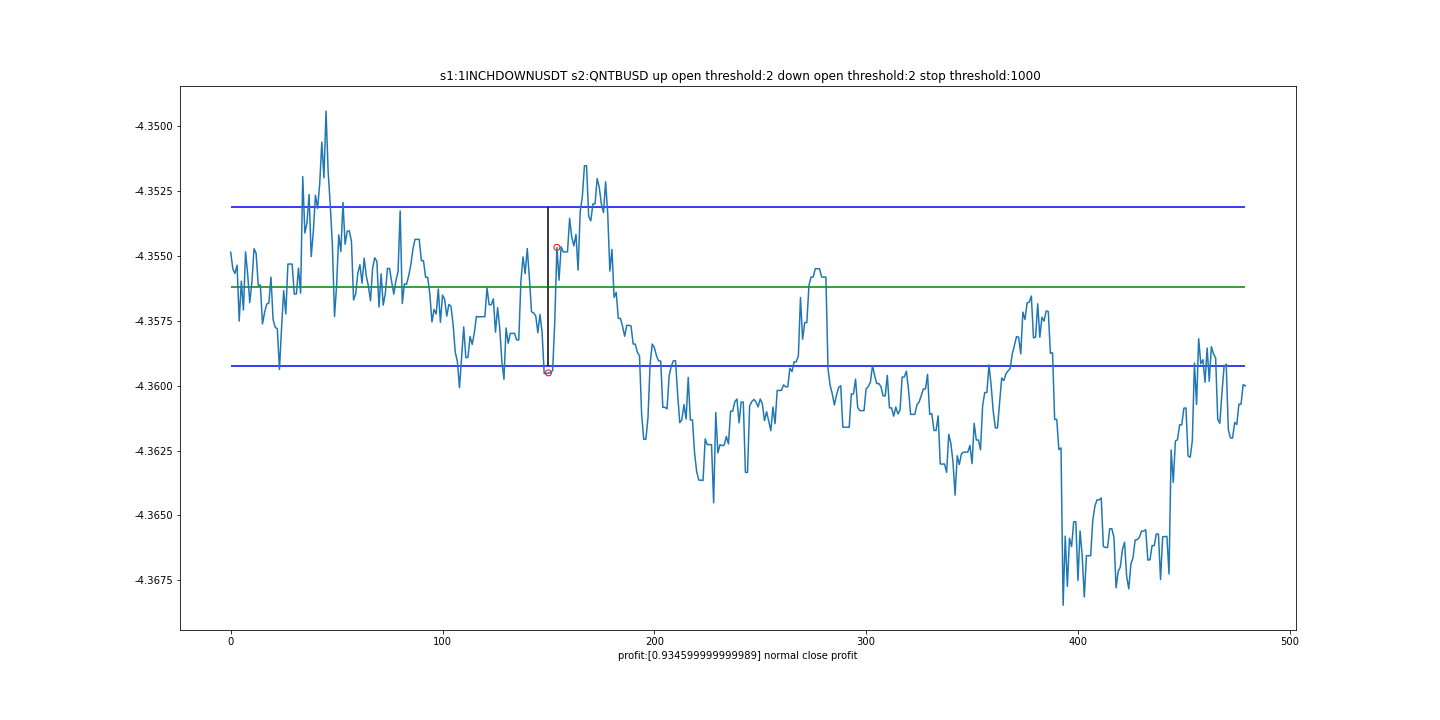 s1:1INCHDOWNUSDT s2:QNTBUSD up open threshold:2 down open threshold:2 stop threshold:1000
-4.3500
-4.3525
-4.3550
-4.3575
-4.3600
-4.3625
-4.3650
-4.3675
0 100 200 300 400 500
profit:[0.934599999999989] normal close profit